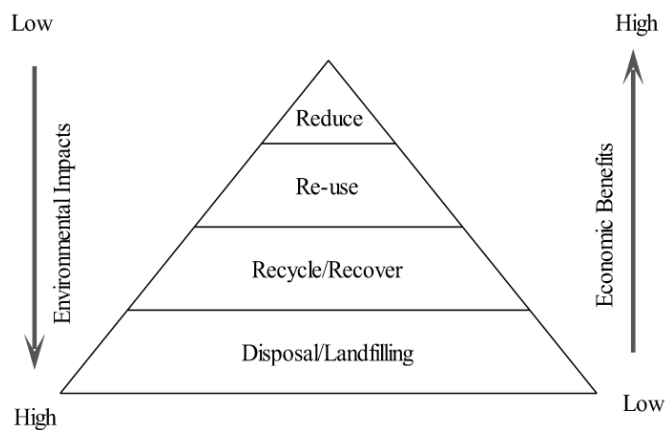 Low
High
Reduce
Re-use
Recycle/Recover
Disposal/Landfilling
Environmental Impacts
Economic Benefits
High
Low